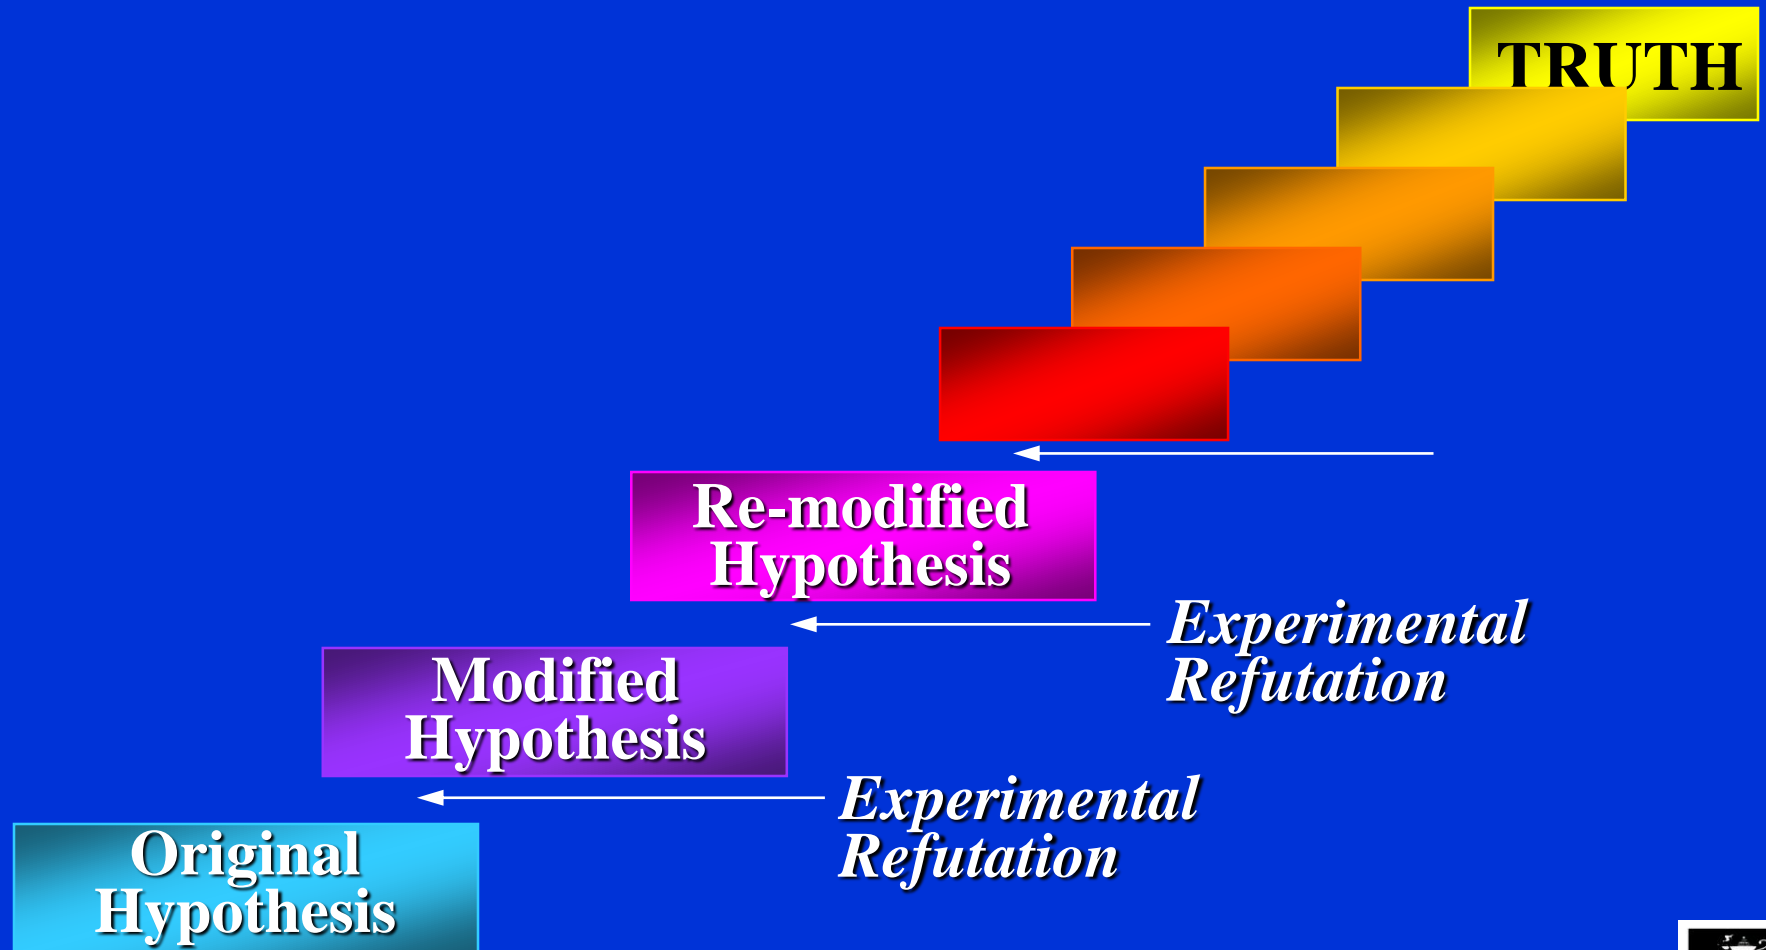 TRUTH
Re-modified
Hypothesis
Experimental
Refutation
Modified
Hypothesis
Experimental
Refutation
Original
Hypothesis